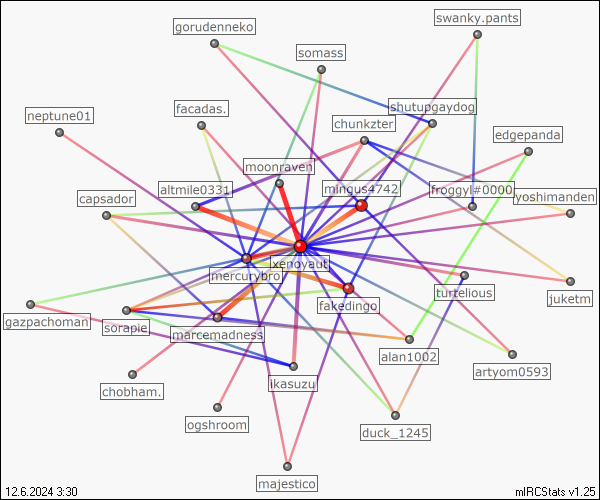 swanky.pants
gorudenneko
somass
shutupgaydog
facadas.
neptune01
chunkzter
edgepanda
moonraven
altmile0331
mingus4742
froggyl#0000
capsador
yoshimanden
xenoyaut
mercurybro
turtelious
juketm
fakedingo
gazpachoman
sorapie
marcemadness
alan1002
artyom0593
ikasuzu
chobham.
ogshroom
duck_1245
majestico
12.6.2024 3:30
mIRCStats v1.25